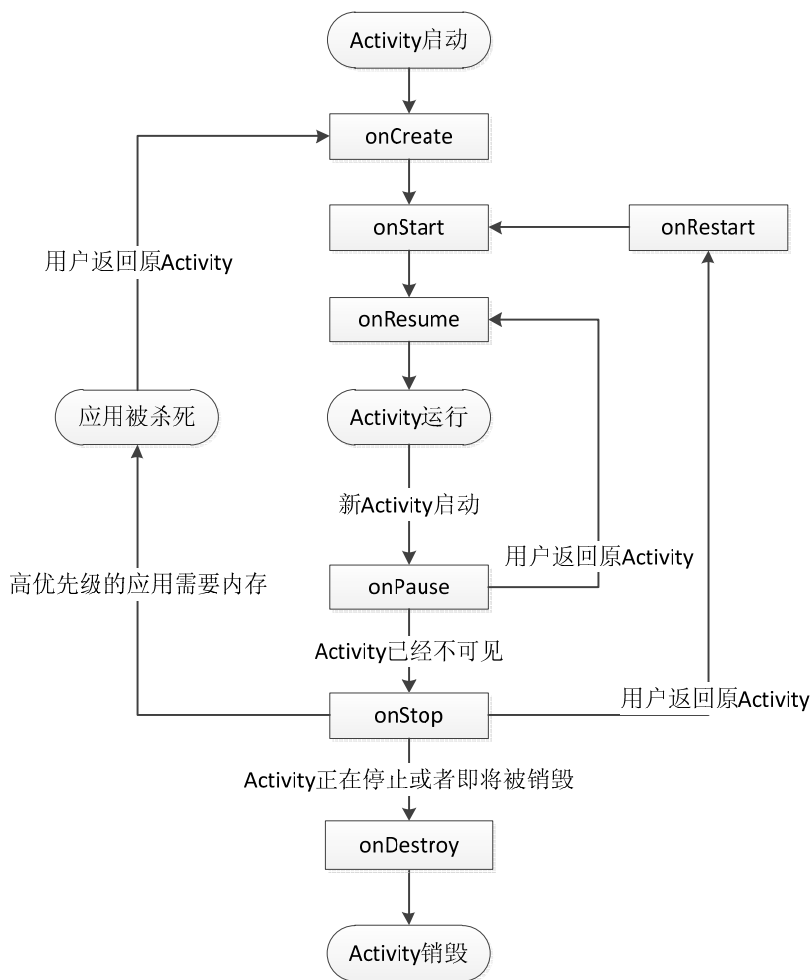 Activity启动
onCreate
onStart
onRestart
用户返回原Activity
onResume
应用被杀死
Activity运行
新Activity启动
用户返回原Activity
高优先级的应用需要内存
onPause
Activity已经不可见
用户返回原Activity
onStop
Activity正在停止或者即将被销毁
onDestroy
Activity销毁